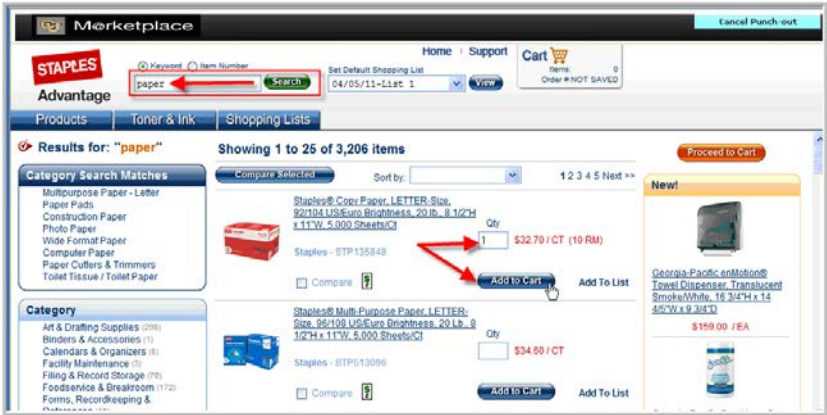 CU Marketplace
Cancel Punch-out
STAPLES
Advantage
Keyword Item Number
paper Search
Home Support
Set Default Shopping List
04/05/11-List 1 View
Cart
Items: 0
Order #:NOT SAVED
Products Toner & Ink Shopping Lists
Results for: "paper"
Showing 1 to 25 of 3,206 items
Proceed to Cart
Category Search Matches
Multipurpose Paper - Letter
Paper Pads
Construction Paper
Photo Paper
Wide Format Paper
Computer Paper
Paper Cutters & Trimmers
Toilet Tissue / Toilet Paper
Category
Art & Drafting Supplies (298)
Binders & Accessories (1)
Calendars & Organizers (8)
Facility Maintenance (3)
Filing & Record Storage (76)
Foodservice & Breakroom (172)
Forms, Recordkeeping &
Compare Selected Sort by: 1 2 3 4 5 Next >>
Staples® Copy Paper, LETTER-Size,
92/104 US/Euro Brightness, 20 lb., 8 1/2"H
x 11"W, 5,000 Sheets/Ct
Qty
1 $32.70 / CT (10 RM)
Staples - STP135848
Compare Add to Cart Add To List
Staples® Multi-Purpose Paper, LETTER-
Size, 96/108 US/Euro Brightness, 20 Lb., 8
1/2"H x 11"W, 5,000 Sheets/Ct
Qty
$34.60 / CT
Staples - STP513096
Compare Add to Cart Add To List
New!
Georgia-Pacific enMotion®
Towel Dispenser, Translucent
Smoke/White, 16 3/4"H x 14
4/5"W x 9 3/4"D
$159.00 / EA